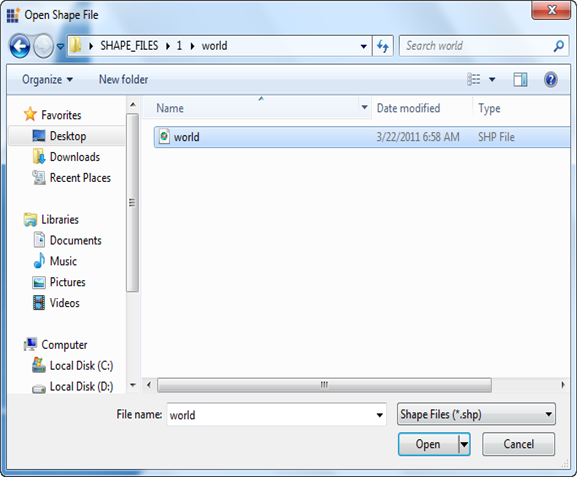 Open Shape File
SHAPE_FILES 1 world
Search world
Organize New folder
Name Date modified Type
Favorites
Desktop
Downloads
Recent Places
Libraries
Documents
Music
Pictures
Videos
Computer
Local Disk (C:)
Local Disk (D:)
world 3/22/2011 6:58 AM SHP File
File name: world Shape Files (*.shp)
Open Cancel